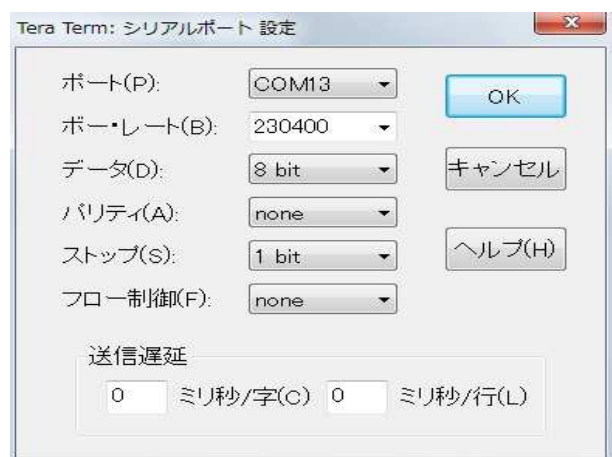 Tera Term: シリアルポート 設定
ポート(P): COM13
OK
ボー・レート(B): 230400
データ(D): 8 bit
キャンセル
パリティ(A): none
ストップ(S): 1 bit
ヘルプ(H)
フロー制御(F): none
送信遅延
0 ミリ秒/字(C) 0 ミリ秒/行(L)